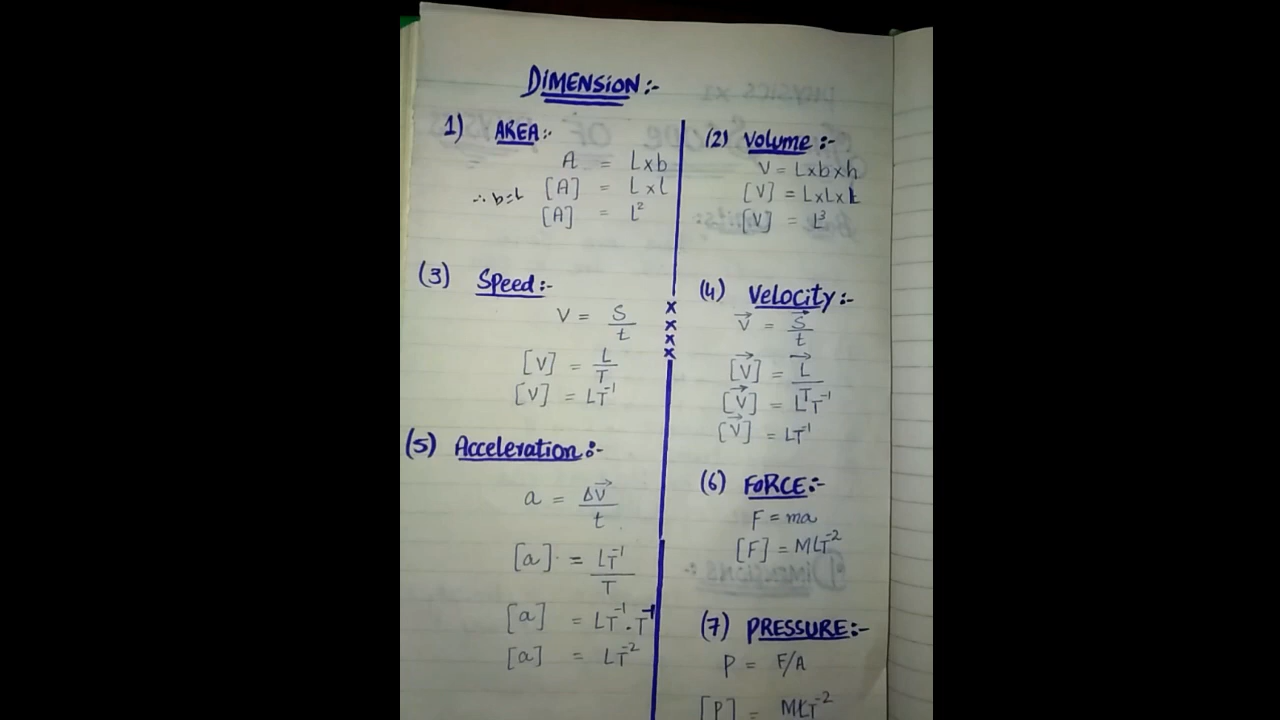 DIMENSION:-
1) AREA:-
A = L x b
∴ b=L [A] = L x L
[A] = L²
(2) Volume:-
V = L x b x h
[V] = L x L x L
[V] = L³
(3) Speed:-
V = S/t
[V] = L/T
[V] = LT⁻¹
(4) Velocity:-
V⃗ = S⃗/t
[V⃗] = L⃗/T
[V⃗] = LT⁻¹
[V⃗] = LT⁻¹
(5) Acceleration:-
a = ΔV⃗/t
[a] = LT⁻¹/T
[a] = LT⁻¹.T⁻¹
[a] = LT⁻²
(6) FORCE:-
F = ma
[F] = MLT⁻²
(7) PRESSURE:-
P = F/A
[P] = MLT⁻²